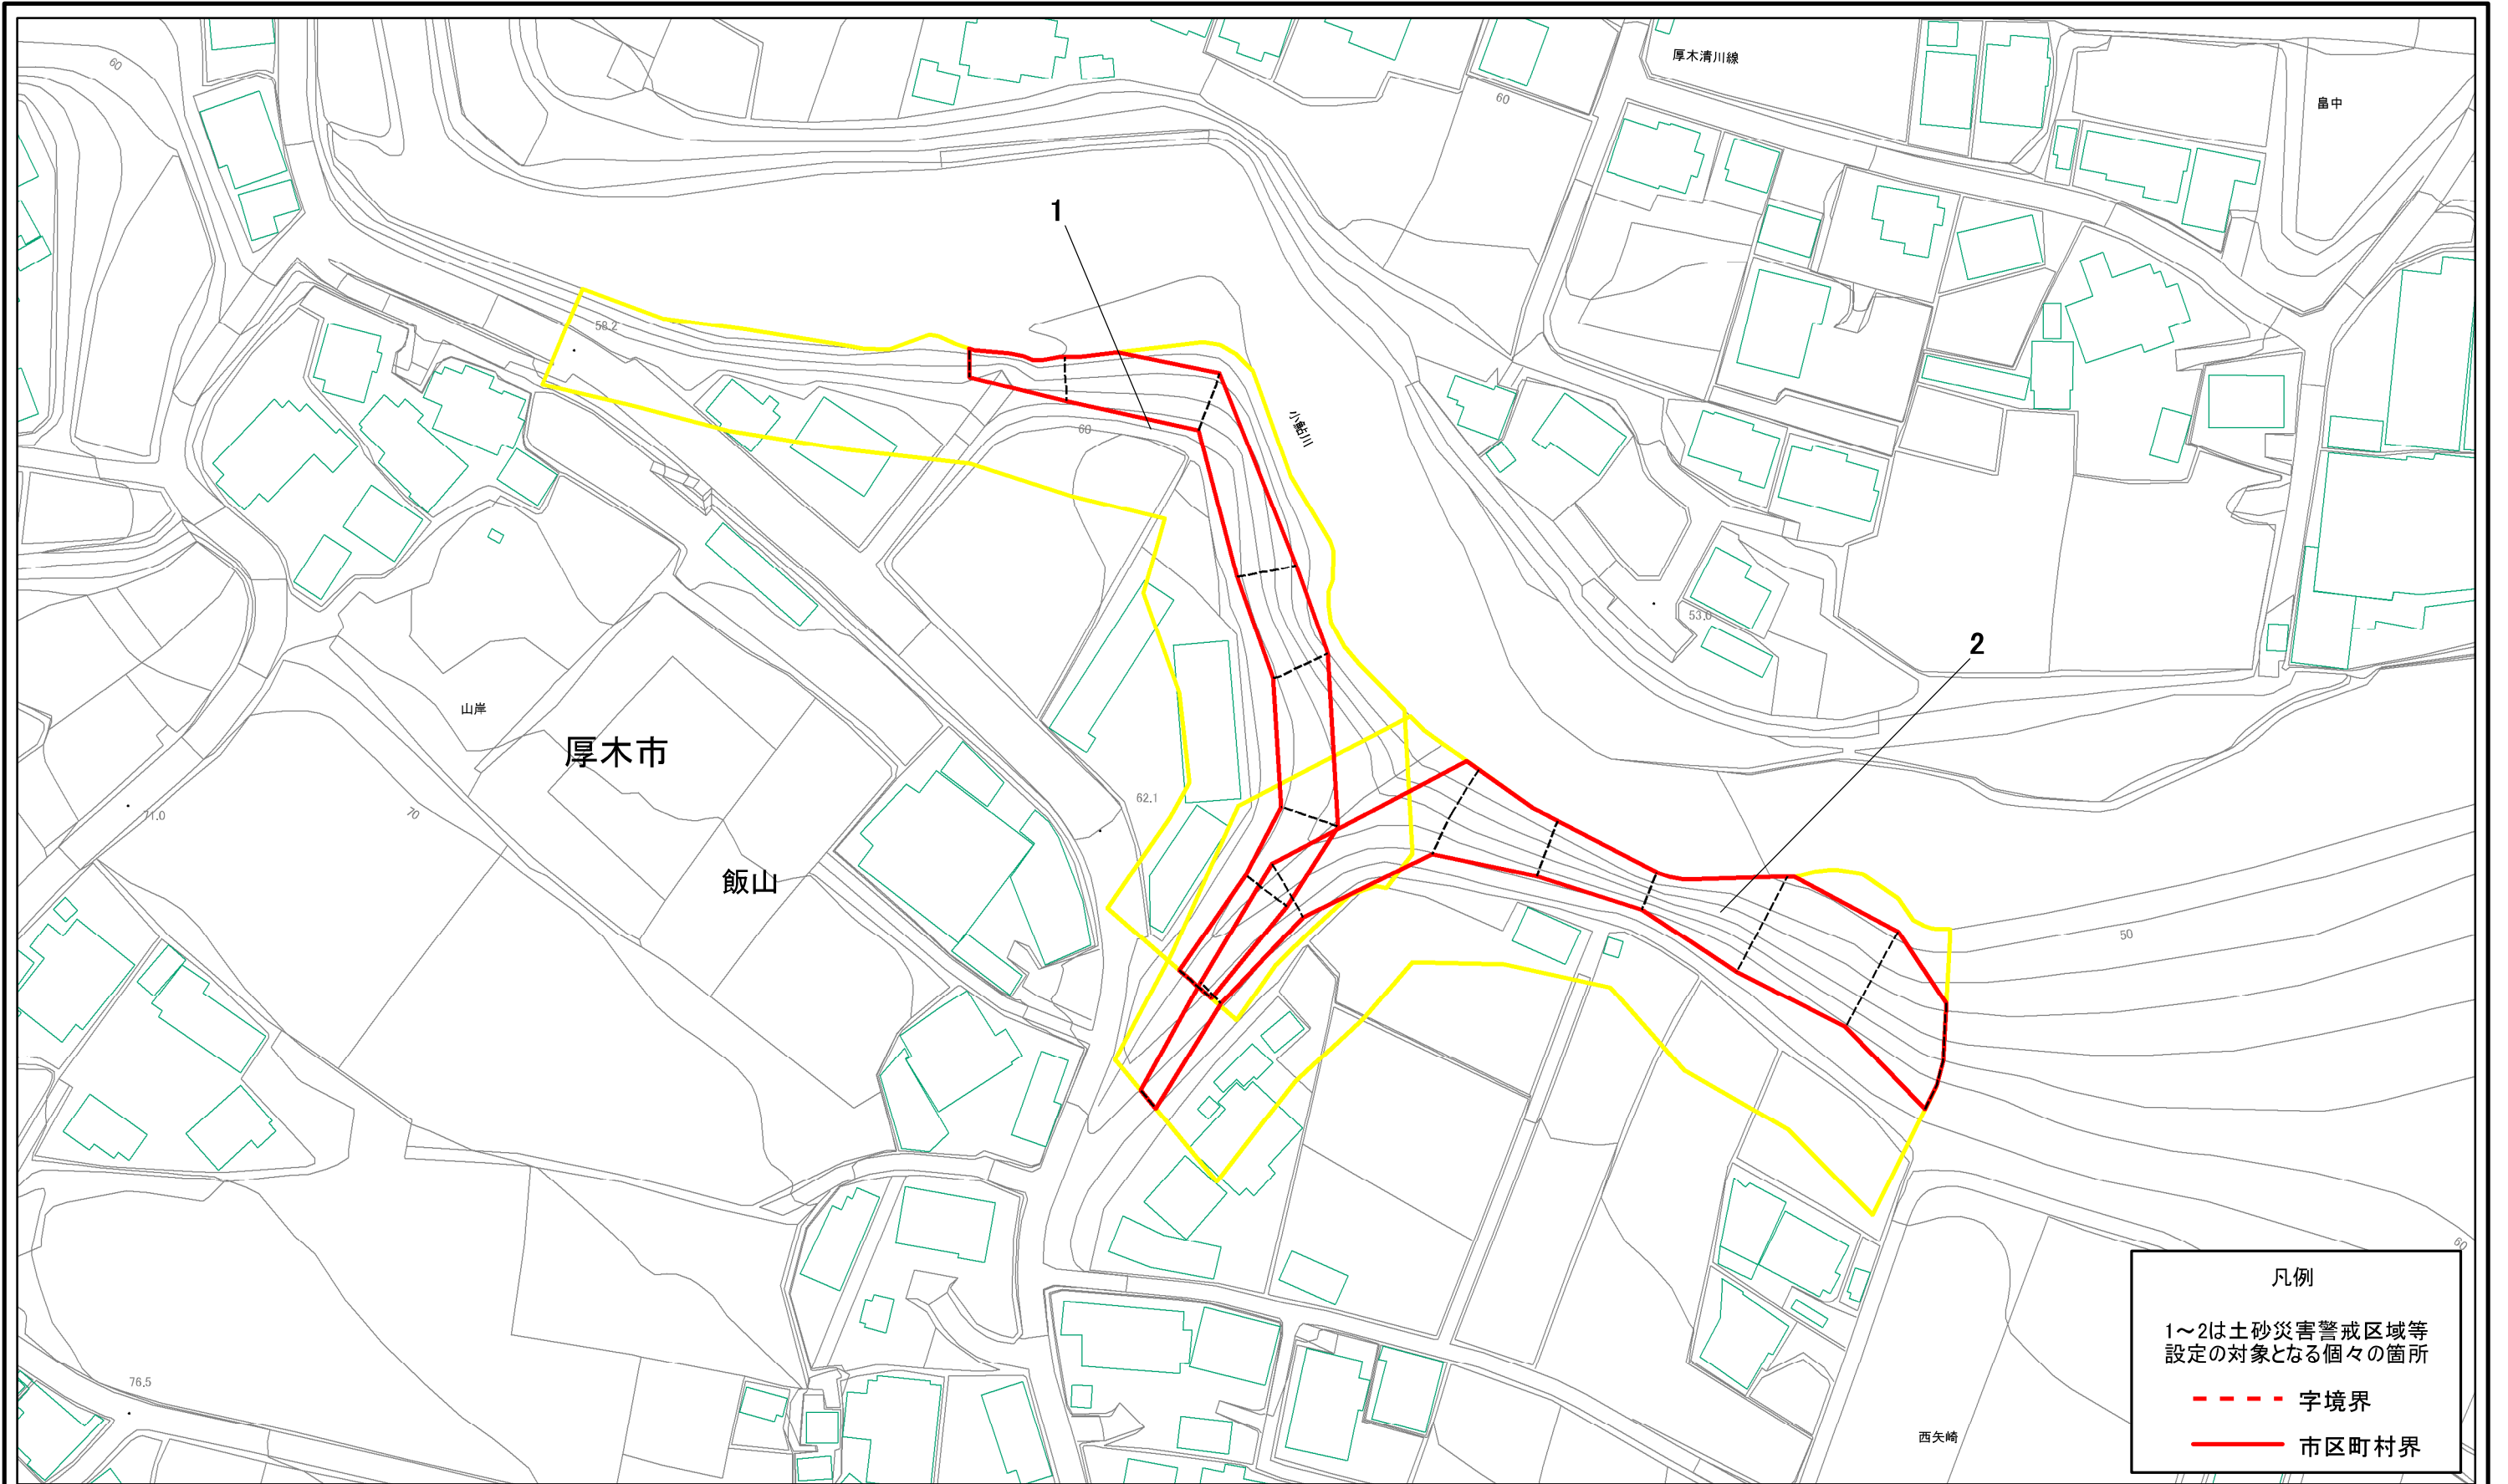 厚木清川線
60
60
畠中
1
58.2
小鮎川
60
53.0
2
山岸
厚木市
62.1
71.0
70
飯山
50
60
凡例
1～2は土砂災害警戒区域等
設定の対象となる個々の箇所
字境界
市区町村界
76.5
西矢崎